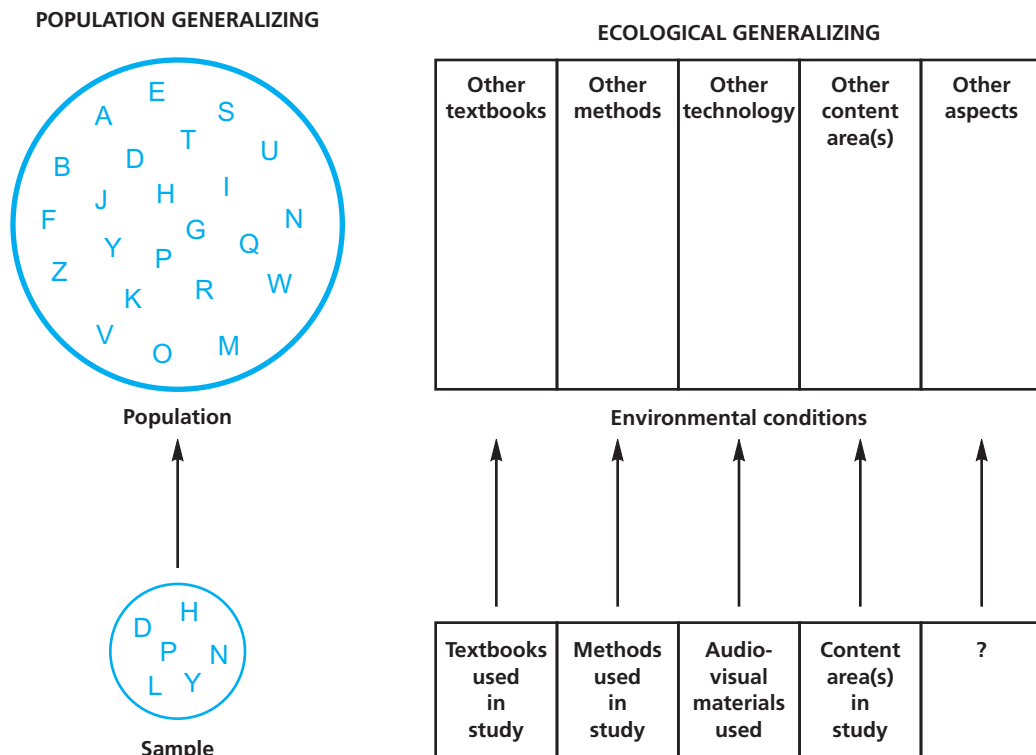 POPULATION GENERALIZING
E
A
S
T
U
D
B
I
H
J
F
N
G
Q
Y
P
Z
W
R
K
V
M
O
Population
H
D
P
N
L
Y
Sample
ECOLOGICAL GENERALIZING
Other
textbooks
Other
methods
Other
technology
Other
content
area(s)
Other
aspects
Environmental conditions
Textbooks
used
in
study
Methods
used
in
study
Audio-
visual
materials
used
Content
area(s)
in
study
?